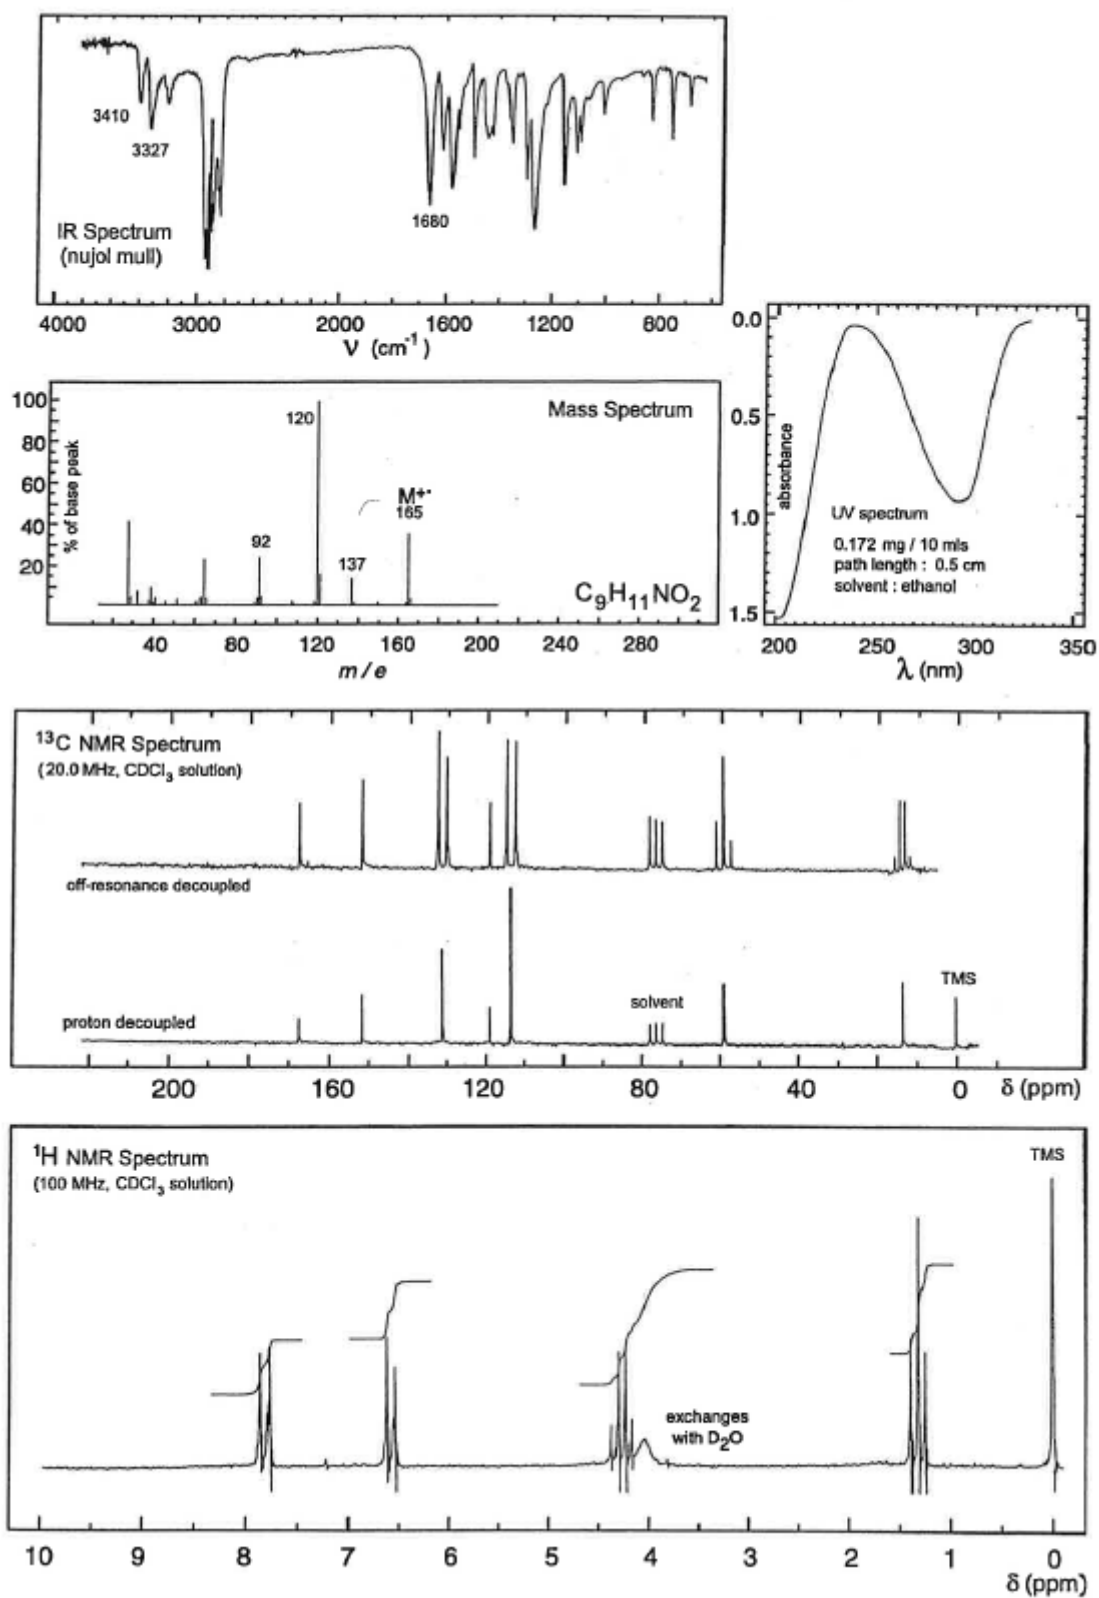 3410
3327
1680
IR Spectrum
(nujol mull)
4000 3000 2000 1600 1200 800
V (cm⁻¹)
100
80
60
40
20
% of base peak
120
92
137
M⁺·
165
Mass Spectrum
C₉H₁₁NO₂
40 80 120 160 200 240 280
m / e
0.0
0.5
1.0
1.5
absorbance
UV spectrum
0.172 mg / 10 mls
path length : 0.5 cm
solvent : ethanol
200 250 300 350
λ (nm)
¹³C NMR Spectrum
(20.0 MHz, CDCl₃ solution)
off-resonance decoupled
proton decoupled
solvent
TMS
200 160 120 80 40 0 δ (ppm)
¹H NMR Spectrum
(100 MHz, CDCl₃ solution)
TMS
exchanges
with D₂O
10 9 8 7 6 5 4 3 2 1 0
δ (ppm)